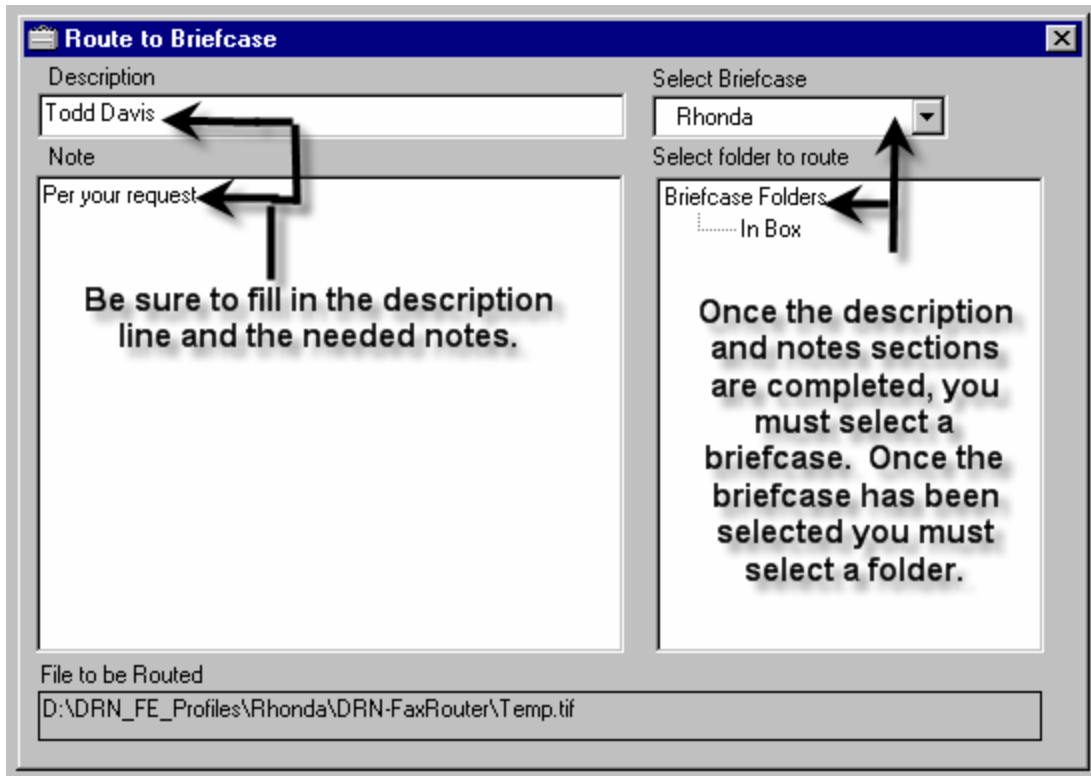 Route to Briefcase
Description
Todd Davis
Note
Per your request
Be sure to fill in the description
line and the needed notes.
Select Briefcase
Rhonda
Select folder to route
Briefcase Folders
In Box
Once the description
and notes sections
are completed, you
must select a
briefcase.  Once the
briefcase has been
selected you must
select a folder.
File to be Routed
D:\DRN_FE_Profiles\Rhonda\DRN-FaxRouter\Temp.tif